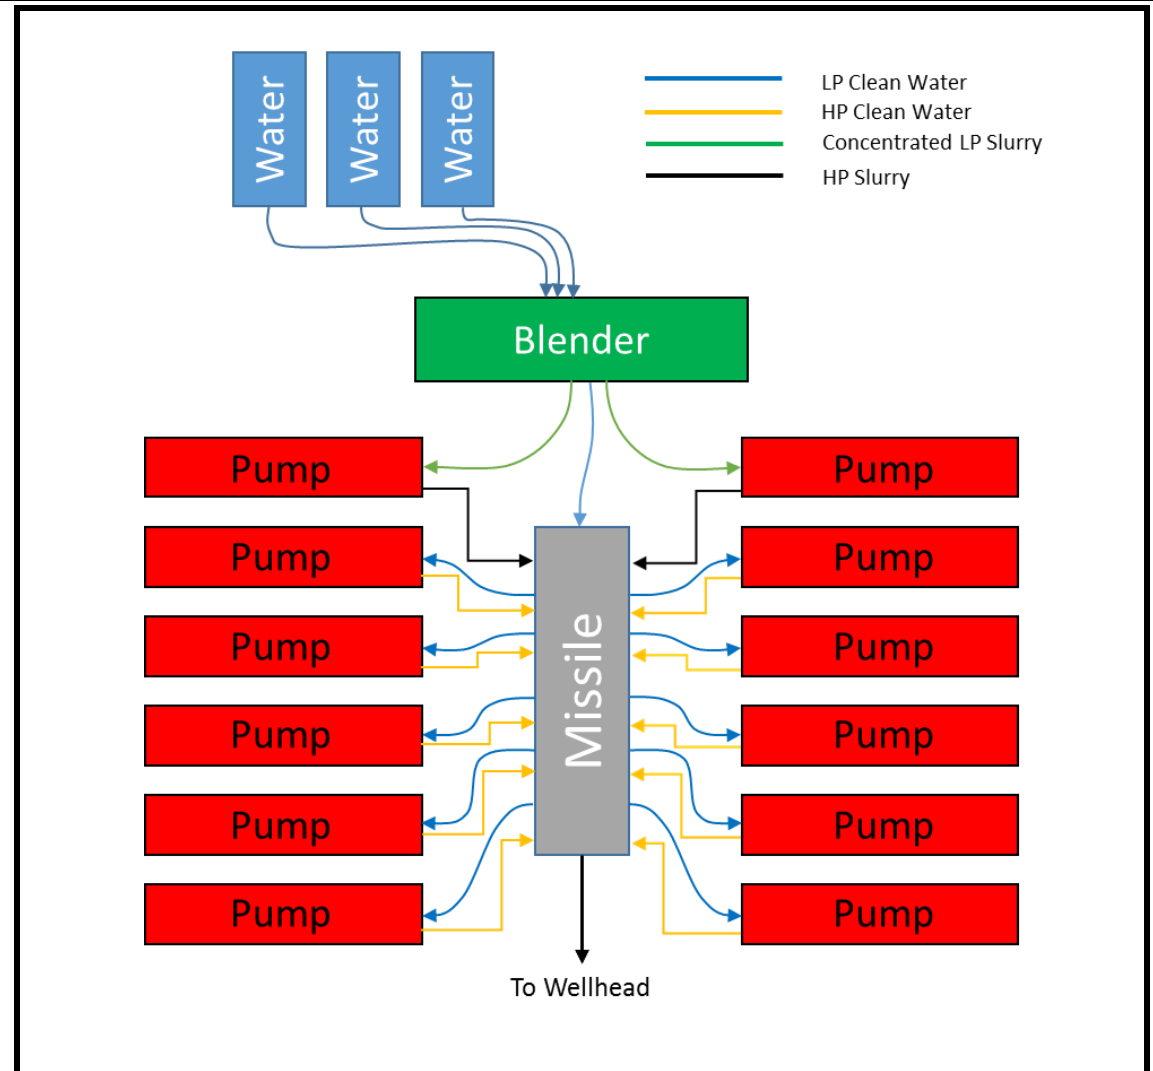 Water
Water
Water
LP Clean Water
HP Clean Water
Concentrated LP Slurry
HP Slurry
Blender
Pump
Pump
Pump
Pump
Pump
Pump
Pump
Pump
Pump
Pump
Pump
Pump
Missile
To Wellhead